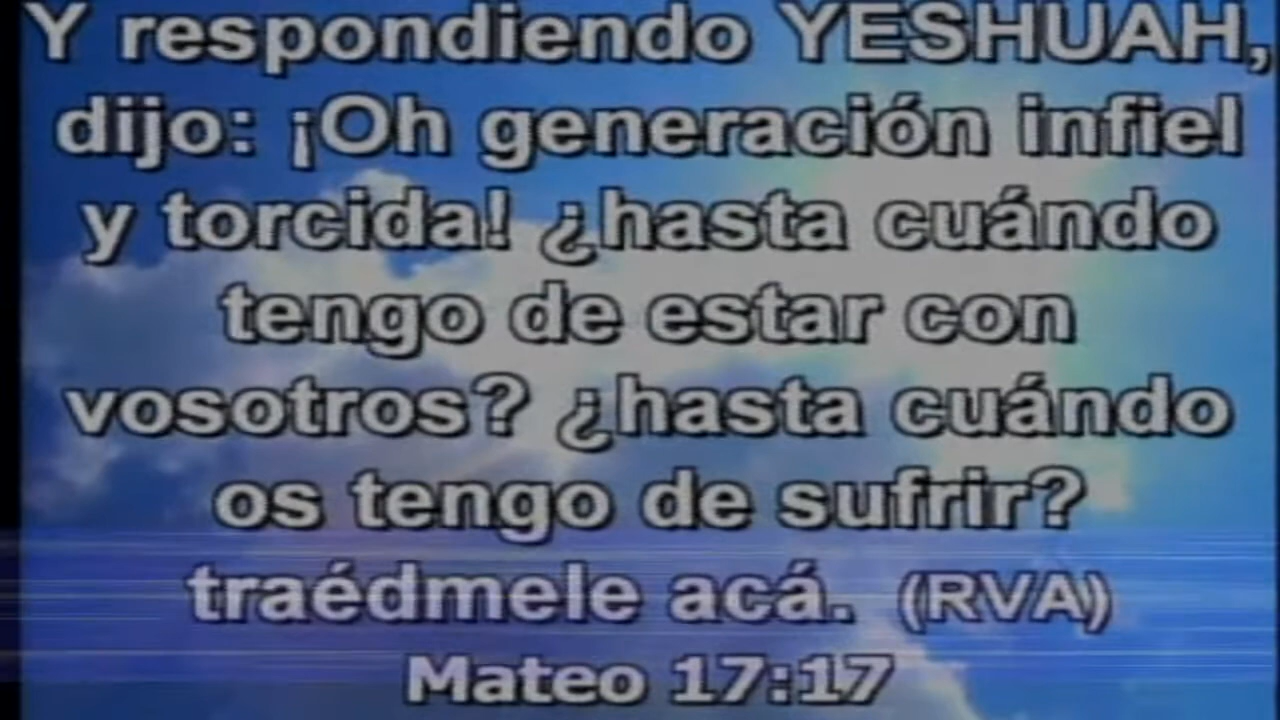 Y respondiendo YESHUAH,
dijo: ¡Oh generación infiel
y torcida! ¿hasta cuándo
tengo de estar con
vosotros? ¿hasta cuándo
os tengo de sufrir?
traédmele acá. (RVA)
Mateo 17:17